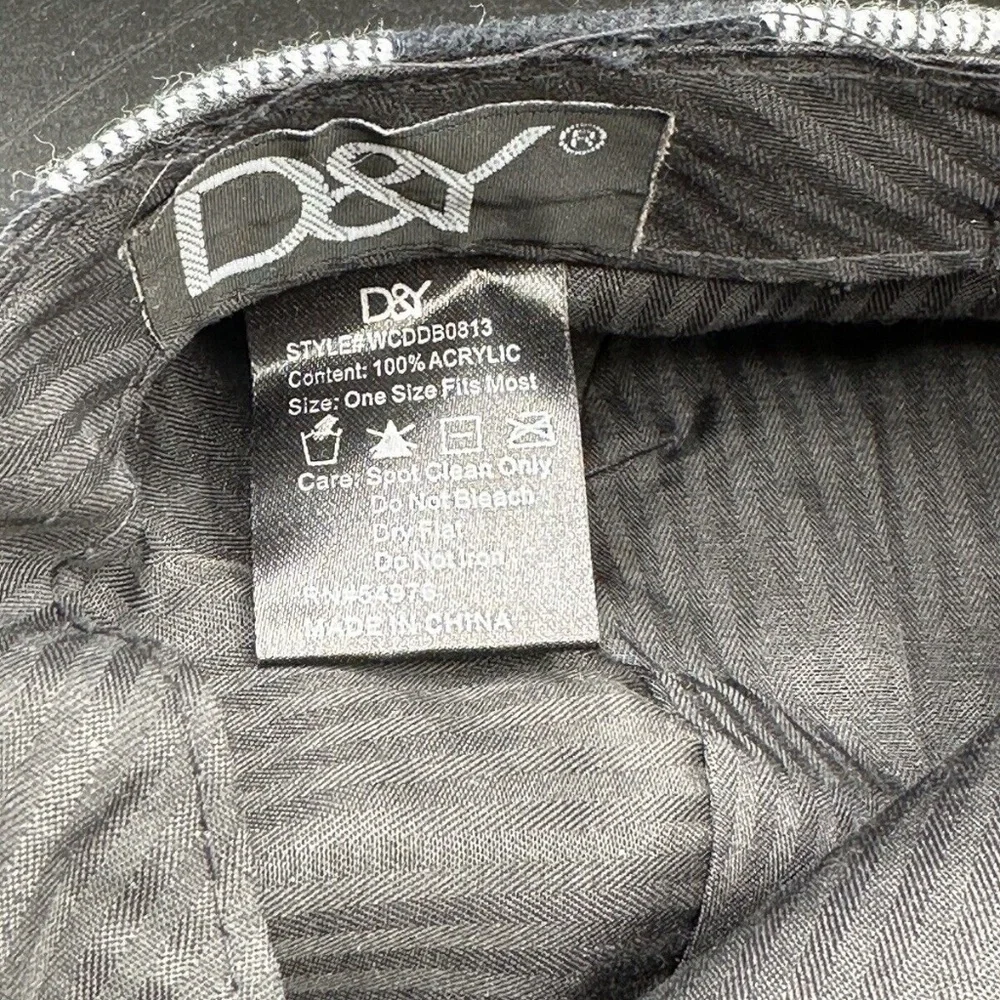 D&Y ®
D&Y
STYLE#WCDDB0813
Content: 100% ACRYLIC
Size: One Size Fits Most
Care: Spot Clean Only
Do Not Bleach
Dry Flat
Do Not Iron
MADE IN CHINA